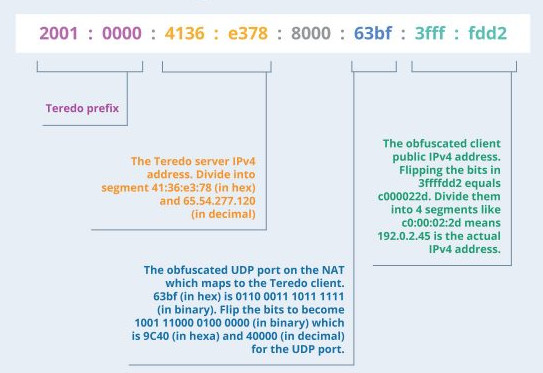 2001 : 0000 : 4136 : e378 : 8000 : 63bf : 3fff : fdd2
Teredo prefix
The Teredo server IPv4
address. Divide into
segment 41:36:e3:78 (in hex)
and 65.54.277.120
(in decimal)
The obfuscated UDP port on the NAT
which maps to the Teredo client.
63bf (in hex) is 0110 0011 1011 1111
(in binary). Flip the bits to become
1001 11000 0100 0000 (in binary) which
is 9C40 (in hexa) and 40000 (in decimal)
for the UDP port.
The obfuscated client
public IPv4 address.
Flipping the bits in
3ffffdd2 equals
c000022d. Divide them
into 4 segments like
c0:00:02:2d means
192.0.2.45 is the actual
IPv4 address.